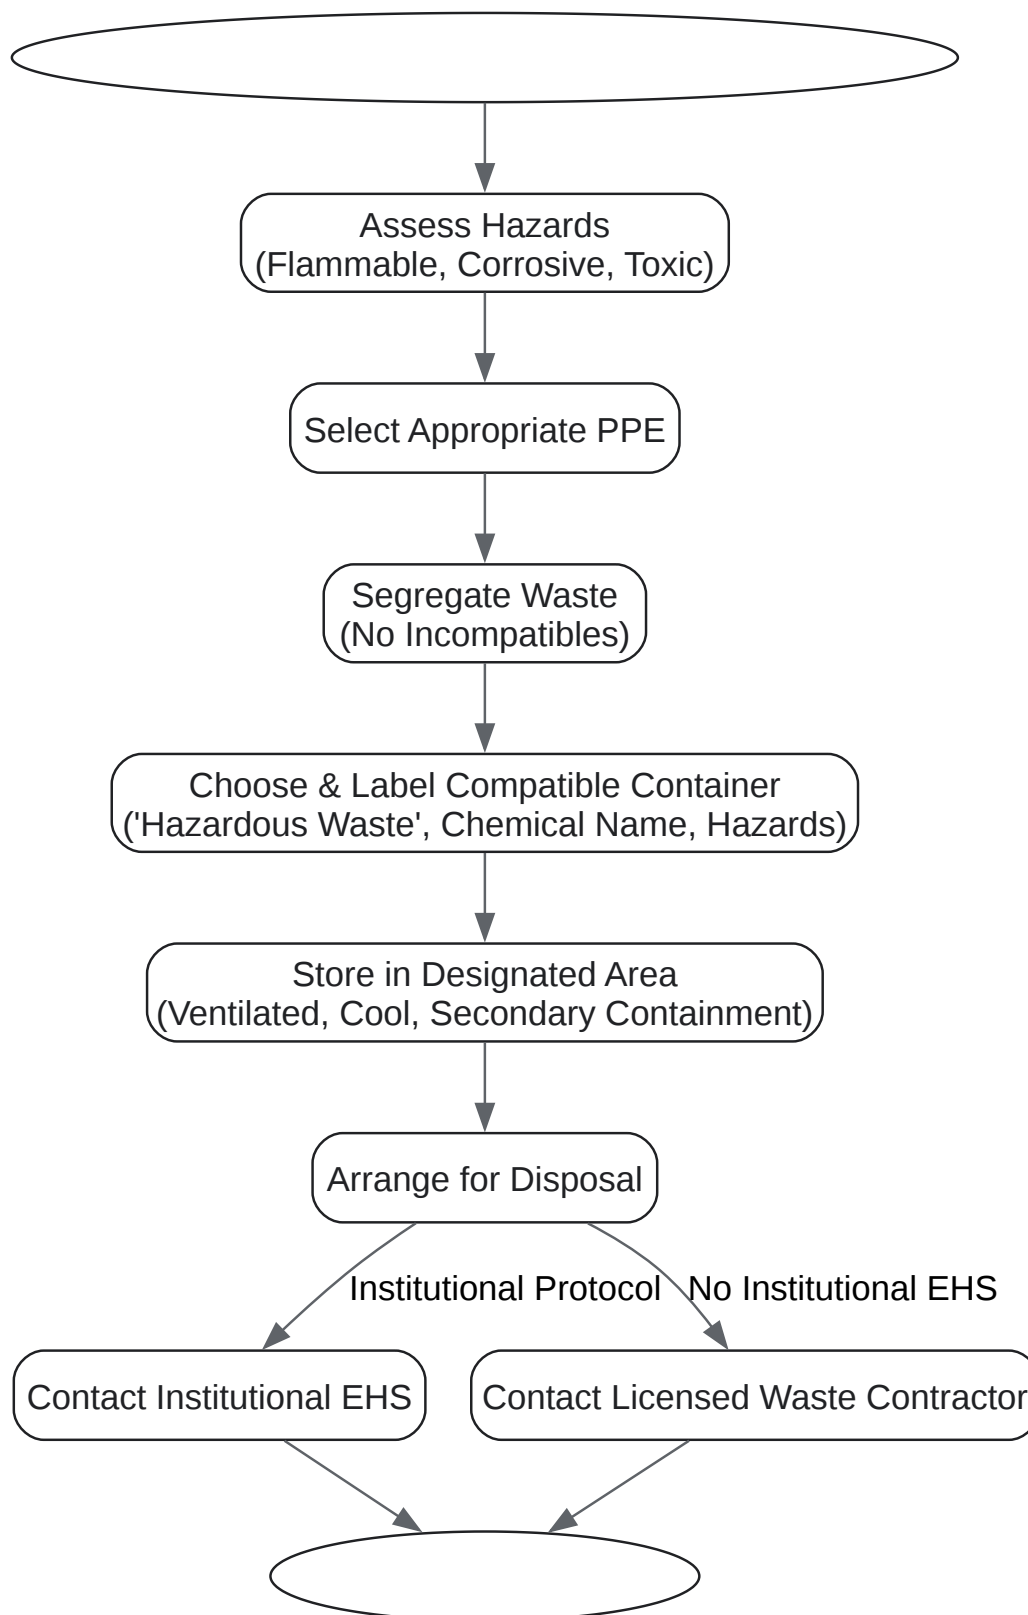 Assess Hazards
(Flammable, Corrosive, Toxic)
Select Appropriate PPE
Segregate Waste
(No Incompatibles)
Choose & Label Compatible Container
('Hazardous Waste', Chemical Name, Hazards)
Store in Designated Area
(Ventilated, Cool, Secondary Containment)
Arrange for Disposal
Institutional Protocol
No Institutional EHS
Contact Institutional EHS
Contact Licensed Waste Contractor